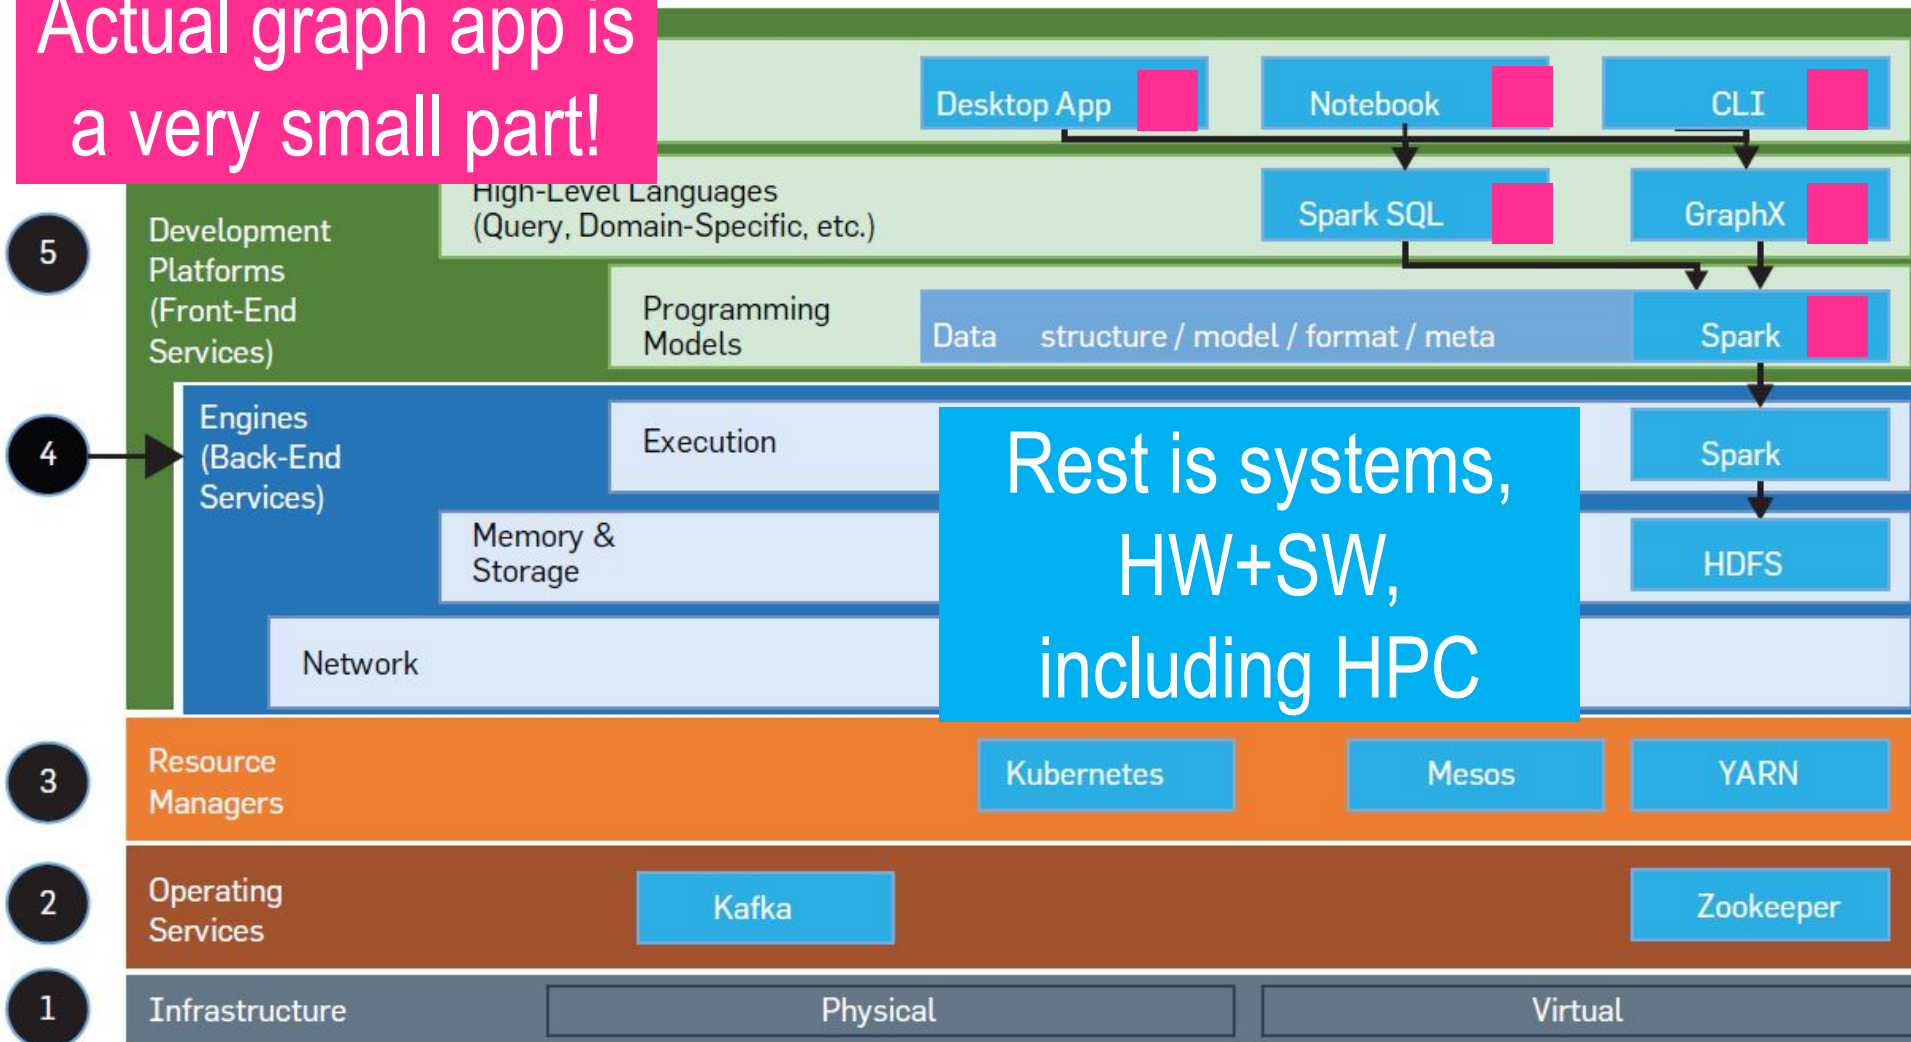 Actual graph app is
a very small part!
Desktop App
Notebook
CLI
High-Level Languages
(Query, Domain-Specific, etc.)
Spark SQL
GraphX
5
Development
Platforms
(Front-End
Services)
Programming
Models
Data structure / model / format / meta
Spark
4
Engines
(Back-End
Services)
Execution
Spark
Memory &
Storage
HDFS
Network
Rest is systems,
HW+SW,
including HPC
3
Resource
Managers
Kubernetes
Mesos
YARN
2
Operating
Services
Kafka
Zookeeper
1
Infrastructure
Physical
Virtual